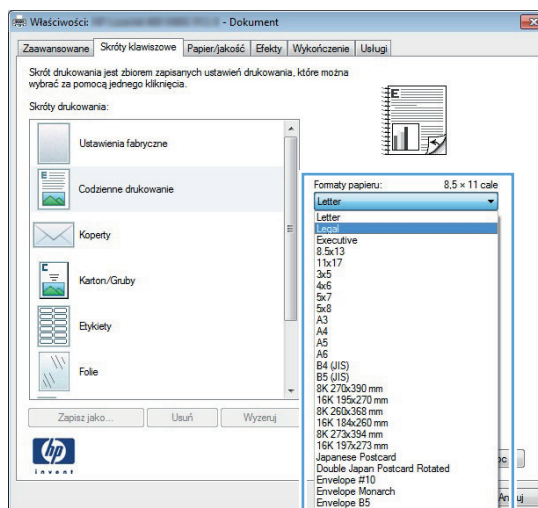 Właściwości: - Dokument
Zaawansowane Skróty klawiszowe Papier/jakość Efekty Wykończenie Usługi
Skrót drukowania jest zbiorem zapisanych ustawień drukowania, które można
wybrać za pomocą jednego kliknięcia.
Skróty drukowania:
Ustawienia fabryczne
Codzienne drukowanie
Koperty
Karton/Gruby
Etykiety
Folie
Zapisz jako... Usuń Wyzeruj
hp
invent
Formaty papieru: 8,5 × 11 cale
Letter
Letter
Legal
Executive
8.5x13
11x17
3x5
4x6
5x7
5x8
A3
A4
A5
A6
B4 (JIS)
B5 (JIS)
8K 270x390 mm
16K 195x270 mm
8K 260x368 mm
16K 184x260 mm
8K 273x394 mm
16K 197x273 mm
Japanese Postcard
Double Japan Postcard Rotated
Envelope #10
Envelope Monarch
Envelope B5